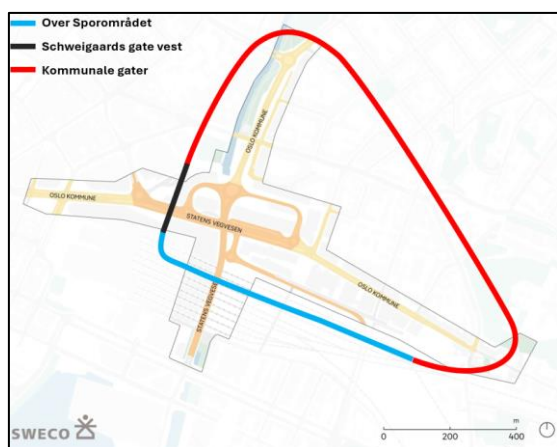 Over Sporområdet
Schweigaards gate vest
Kommunale gater
OSLO KOMMUNE
OSLO KOMMUNE
STATENS VEGVESEN
OSLO KOMMUNE
STATENS VEGVESEN
SWECO
m
0 200 400